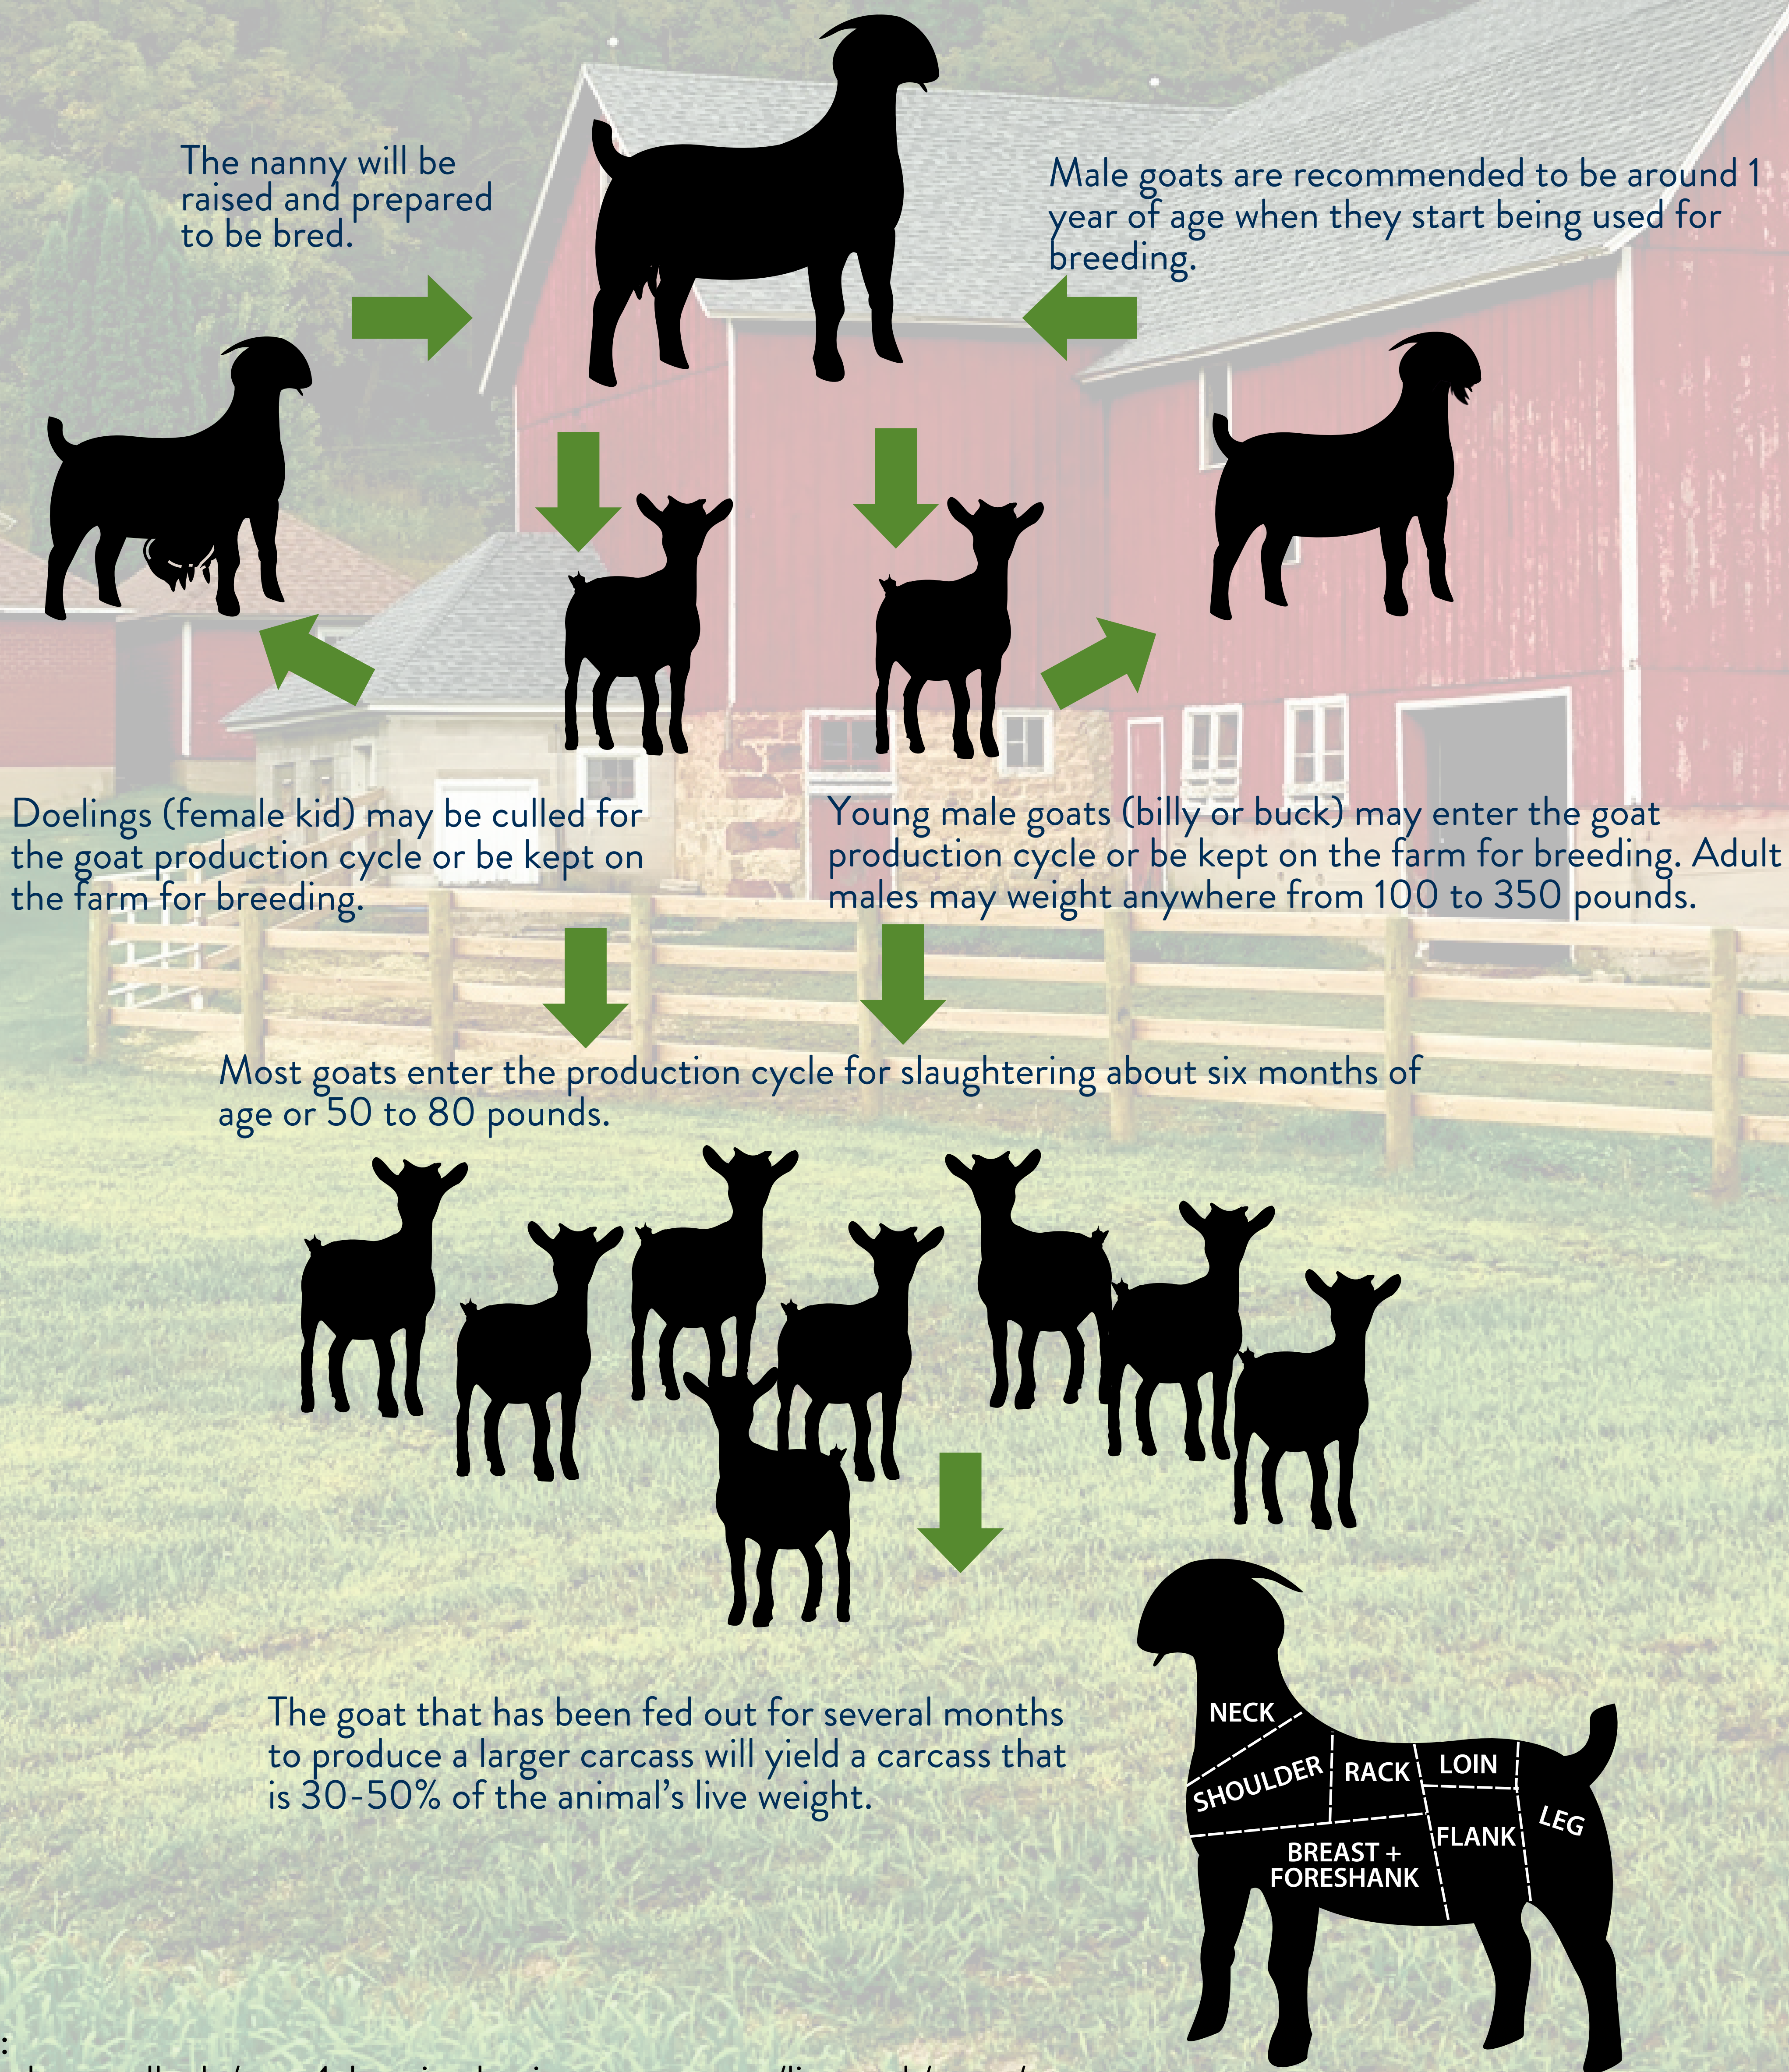 The nanny will be
raised and prepared
to be bred.
Male goats are recommended to be around 1
year of age when they start being used for
breeding.
Doelings (female kid) may be culled for
the goat production cycle or be kept on
the farm for breeding.
Young male goats (billy or buck) may enter the goat
production cycle or be kept on the farm for breeding. Adult
males may weight anywhere from 100 to 350 pounds.
Most goats enter the production cycle for slaughtering about six months of
age or 50 to 80 pounds.
The goat that has been fed out for several months
to produce a larger carcass will yield a carcass that
is 30-50% of the animal's live weight.
NECK
SHOULDER
RACK
LOIN
LEG
FLANK
BREAST +
FORESHANK
: